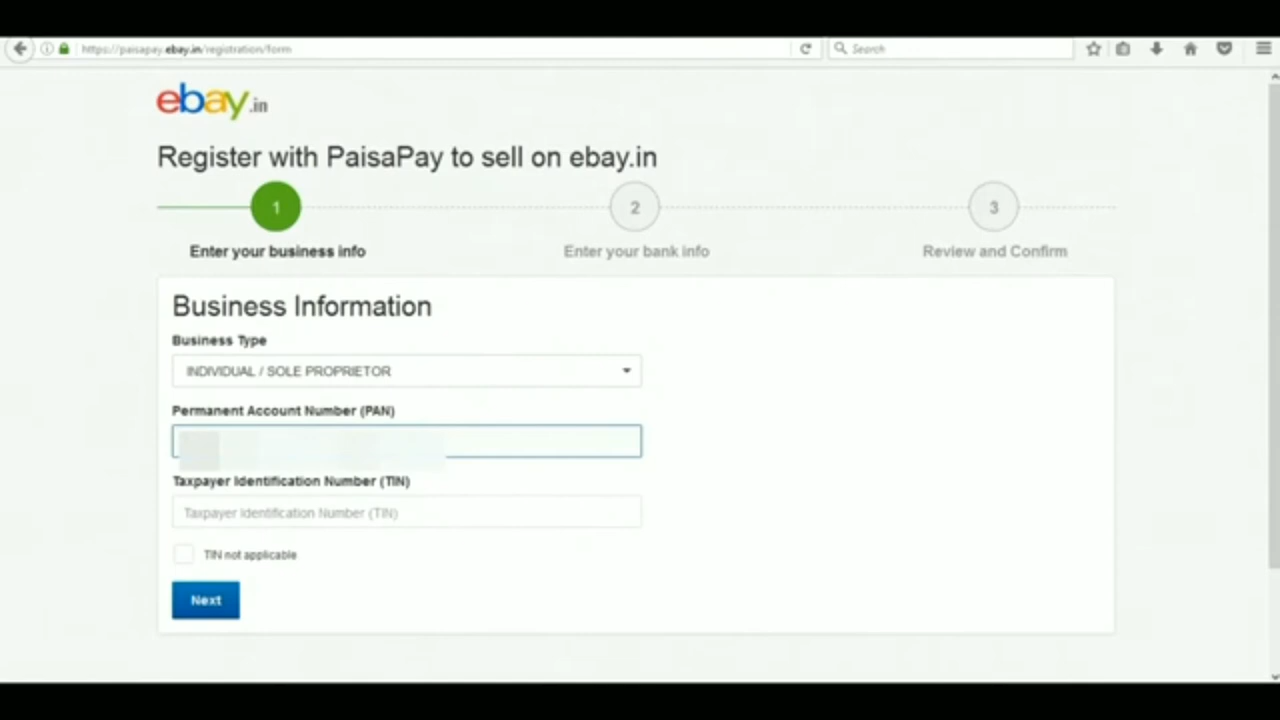 https://paisapay.ebay.in/registration/form
Search
ebay.in
Register with PaisaPay to sell on ebay.in
1
2
3
Enter your business info
Enter your bank info
Review and Confirm
Business Information
Business Type
INDIVIDUAL / SOLE PROPRIETOR
Permanent Account Number (PAN)
Taxpayer Identification Number (TIN)
Taxpayer Identification Number (TIN)
TIN not applicable
Next